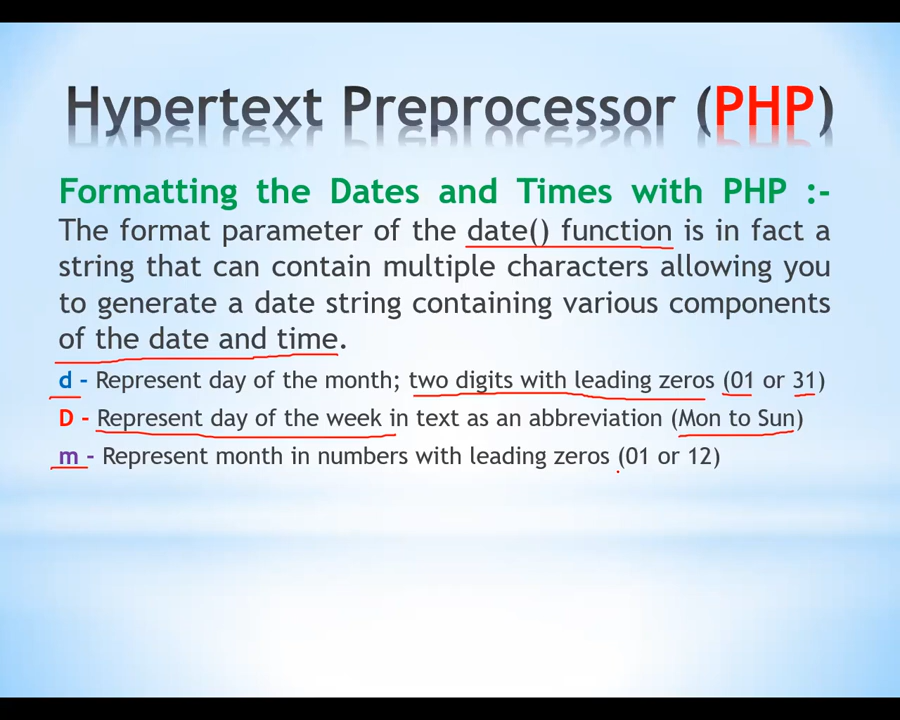 Hypertext Preprocessor (PHP)
Formatting the Dates and Times with PHP :-
The format parameter of the date() function is in fact a
string that can contain multiple characters allowing you
to generate a date string containing various components
of the date and time.
d - Represent day of the month; two digits with leading zeros (01 or 31)
D - Represent day of the week in text as an abbreviation (Mon to Sun)
m - Represent month in numbers with leading zeros (01 or 12)